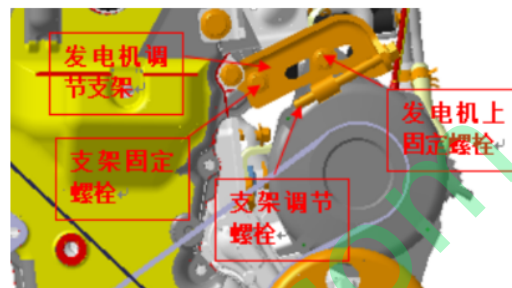 发电机调
节支架
支架固定
螺栓
支架调节
螺栓
发电机上
固定螺栓